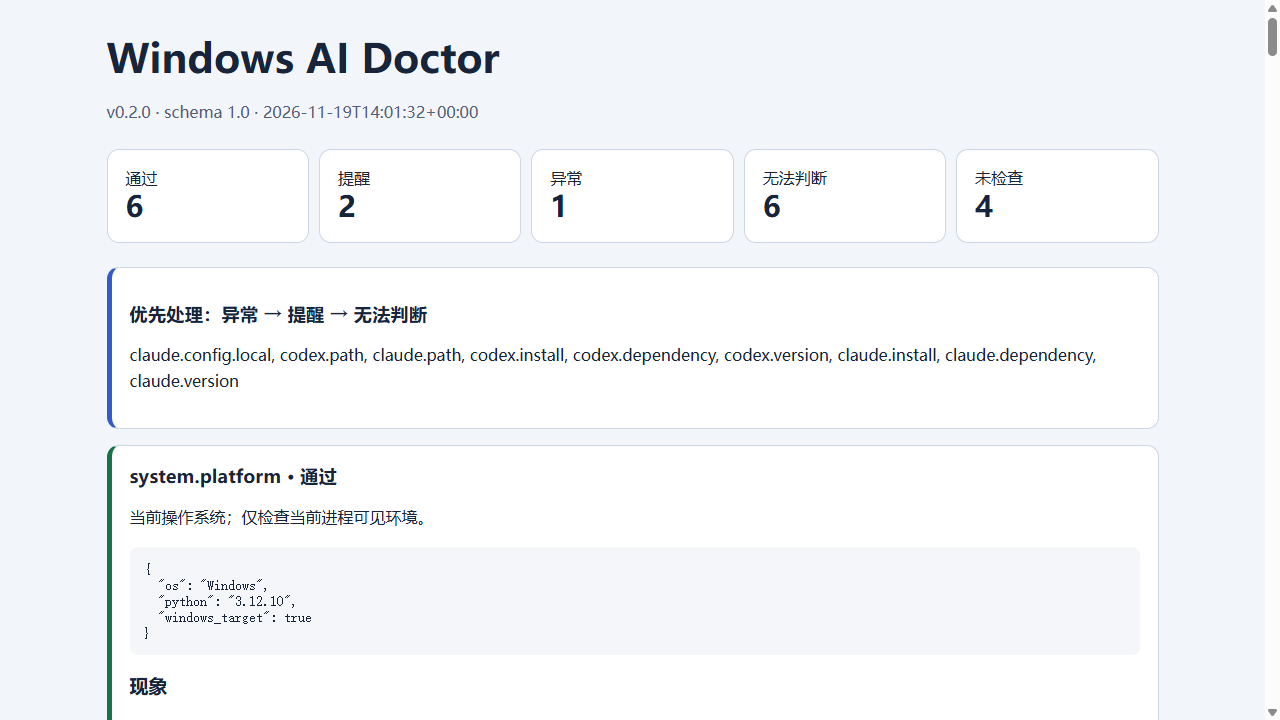 Windows AI Doctor
v0.2.0 · schema 1.0 · 2026-11-19T14:01:32+00:00
通过
6
提醒
2
异常
1
无法判断
6
未检查
4
优先处理：异常 → 提醒 → 无法判断
claude.config.local, codex.path, claude.path, codex.install, codex.dependency, codex.version, claude.install, claude.dependency,
claude.version
system.platform • 通过
当前操作系统；仅检查当前进程可见环境。
{
  "os": "Windows",
  "python": "3.12.10",
  "windows_target": true
}
现象